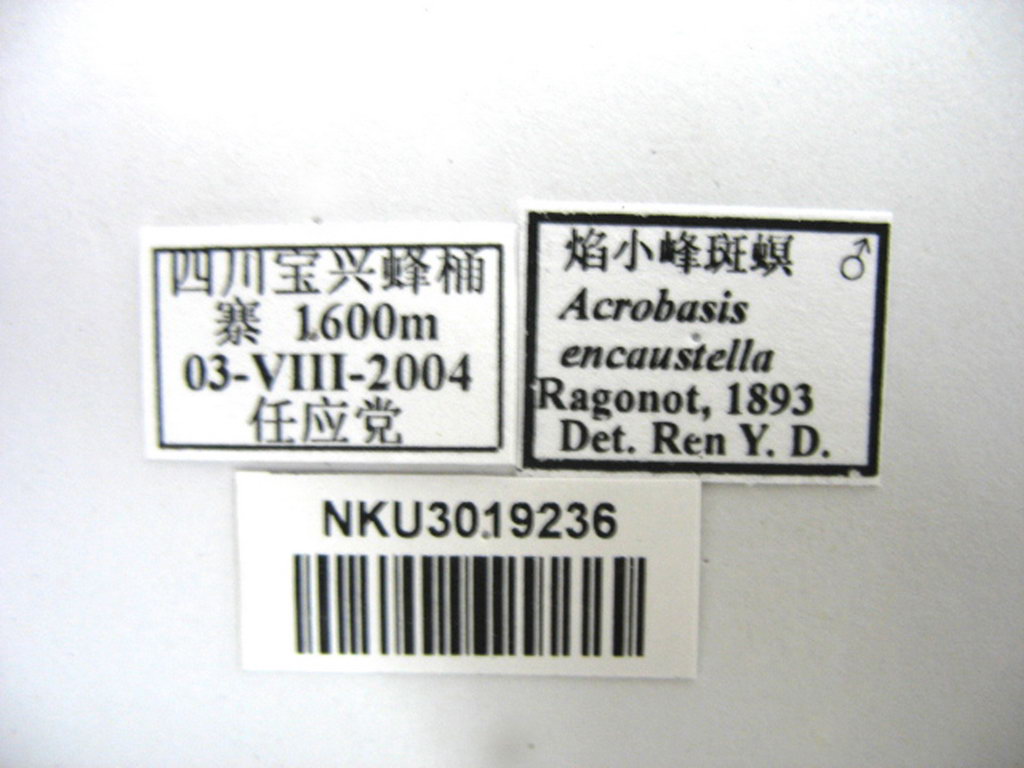 四川宝兴蜂桶
寨 1600m
03-VIII-2004
任应党
焰小峰斑螟 ♂
Acrobasis
encaustella
Ragonot, 1893
Det. Ren Y. D.
NKU3019236